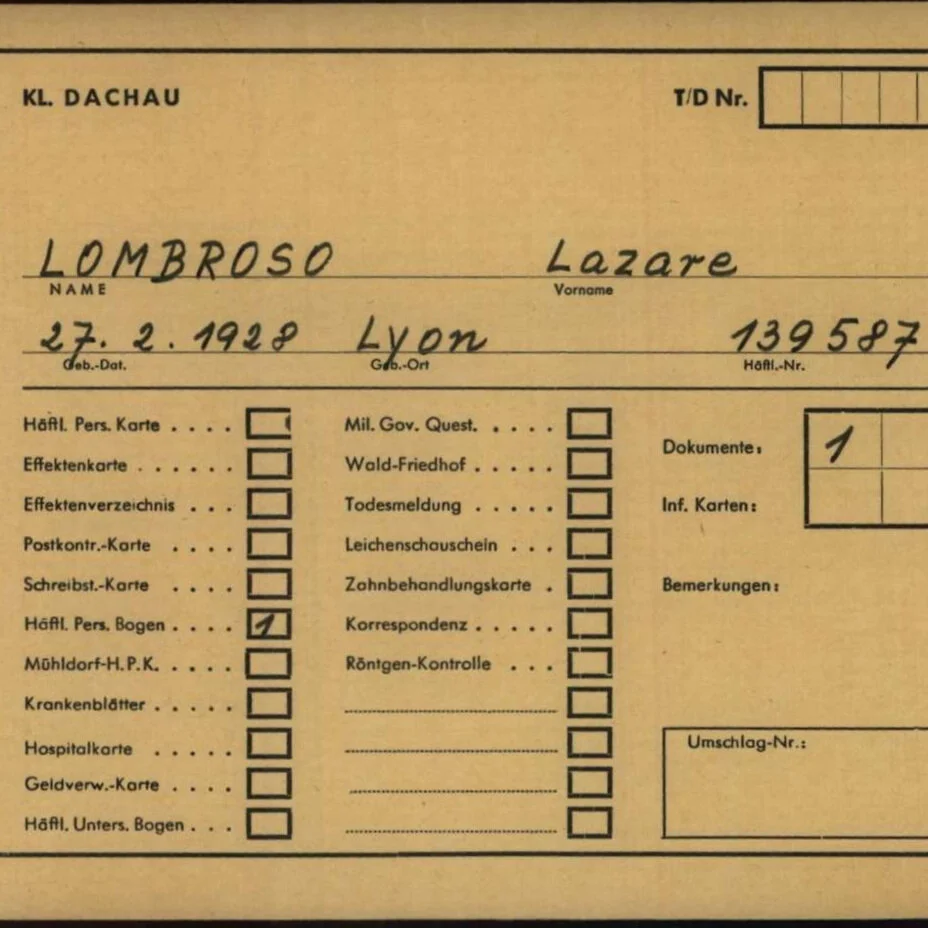 KL. DACHAU T/D Nr.
LOMBROSO Lazare
NAME Vorname
27. 2. 1928 Lyon 139587
Geb.-Dat. Geb.-Ort Häftl.-Nr.
Häftl. Pers. Karte . . . .
Effektenkarte . . . . . .
Effektenverzeichnis . . .
Postkontr.-Karte . . . .
Schreibst.-Karte . . . .
Häftl. Pers. Bogen . . . . 1
Mühldorf-H.P.K. . . . .
Krankenblätter . . . . .
Hospitalkarte . . . . .
Geldverw.-Karte . . . .
Häftl. Unters. Bogen . . .
Mil. Gov. Quest. . . . .
Wald-Friedhof . . . . .
Todesmeldung . . . . .
Leichenschauschein . . .
Zahnbehandlungskarte .
Korrespondenz . . . . .
Röntgen-Kontrolle . . .
Dokumente: 1
Inf. Karten:
Bemerkungen:
Umschlag-Nr.: